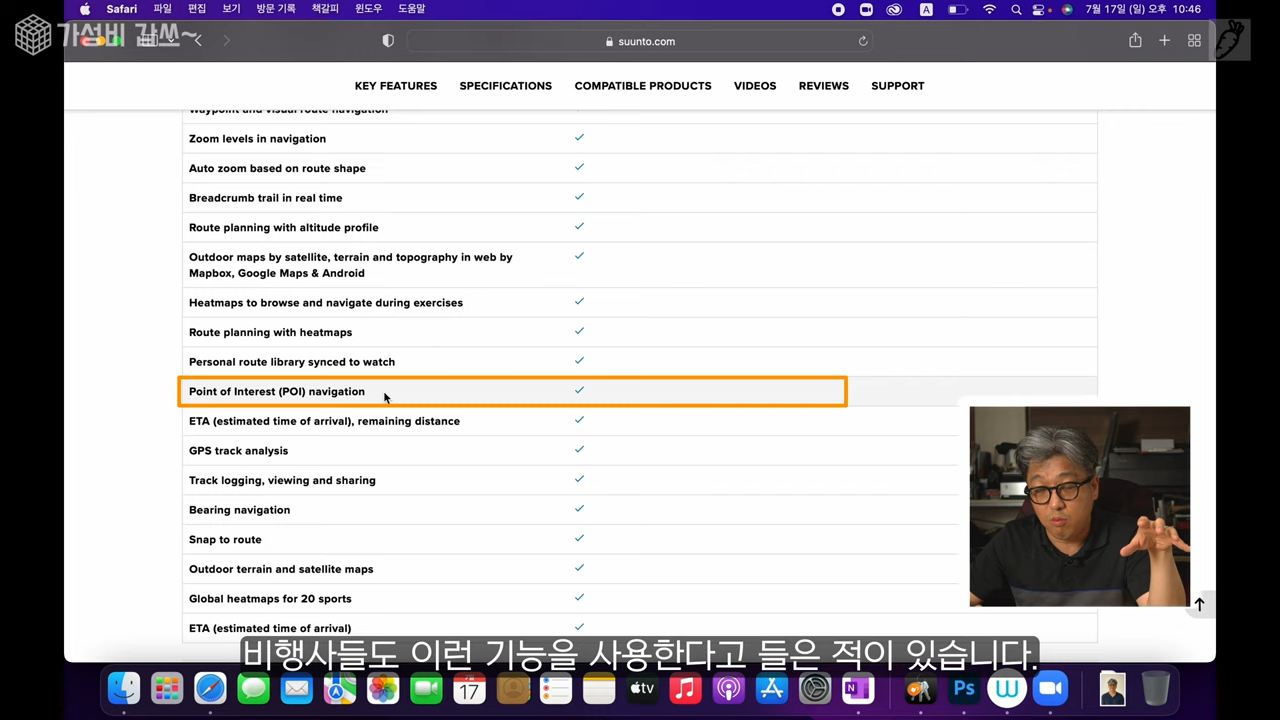 Safari 파일 편집 보기 방문 기록 책갈피 윈도우 도움말
A
7월 17일 (일) 오후 10:46
가성비 갑쓰~
suunto.com
KEY FEATURES SPECIFICATIONS COMPATIBLE PRODUCTS VIDEOS REVIEWS SUPPORT
Waypoint and visual route navigation
Zoom levels in navigation
Auto zoom based on route shape
Breadcrumb trail in real time
Route planning with altitude profile
Outdoor maps by satellite, terrain and topography in web by
Mapbox, Google Maps & Android
Heatmaps to browse and navigate during exercises
Route planning with heatmaps
Personal route library synced to watch
Point of Interest (POI) navigation
ETA (estimated time of arrival), remaining distance
GPS track analysis
Track logging, viewing and sharing
Bearing navigation
Snap to route
Outdoor terrain and satellite maps
Global heatmaps for 20 sports
ETA (estimated time of arrival)
비행사들도 이런 기능을 사용한다고 들은 적이 있습니다.
17
tv
N
Ps
W